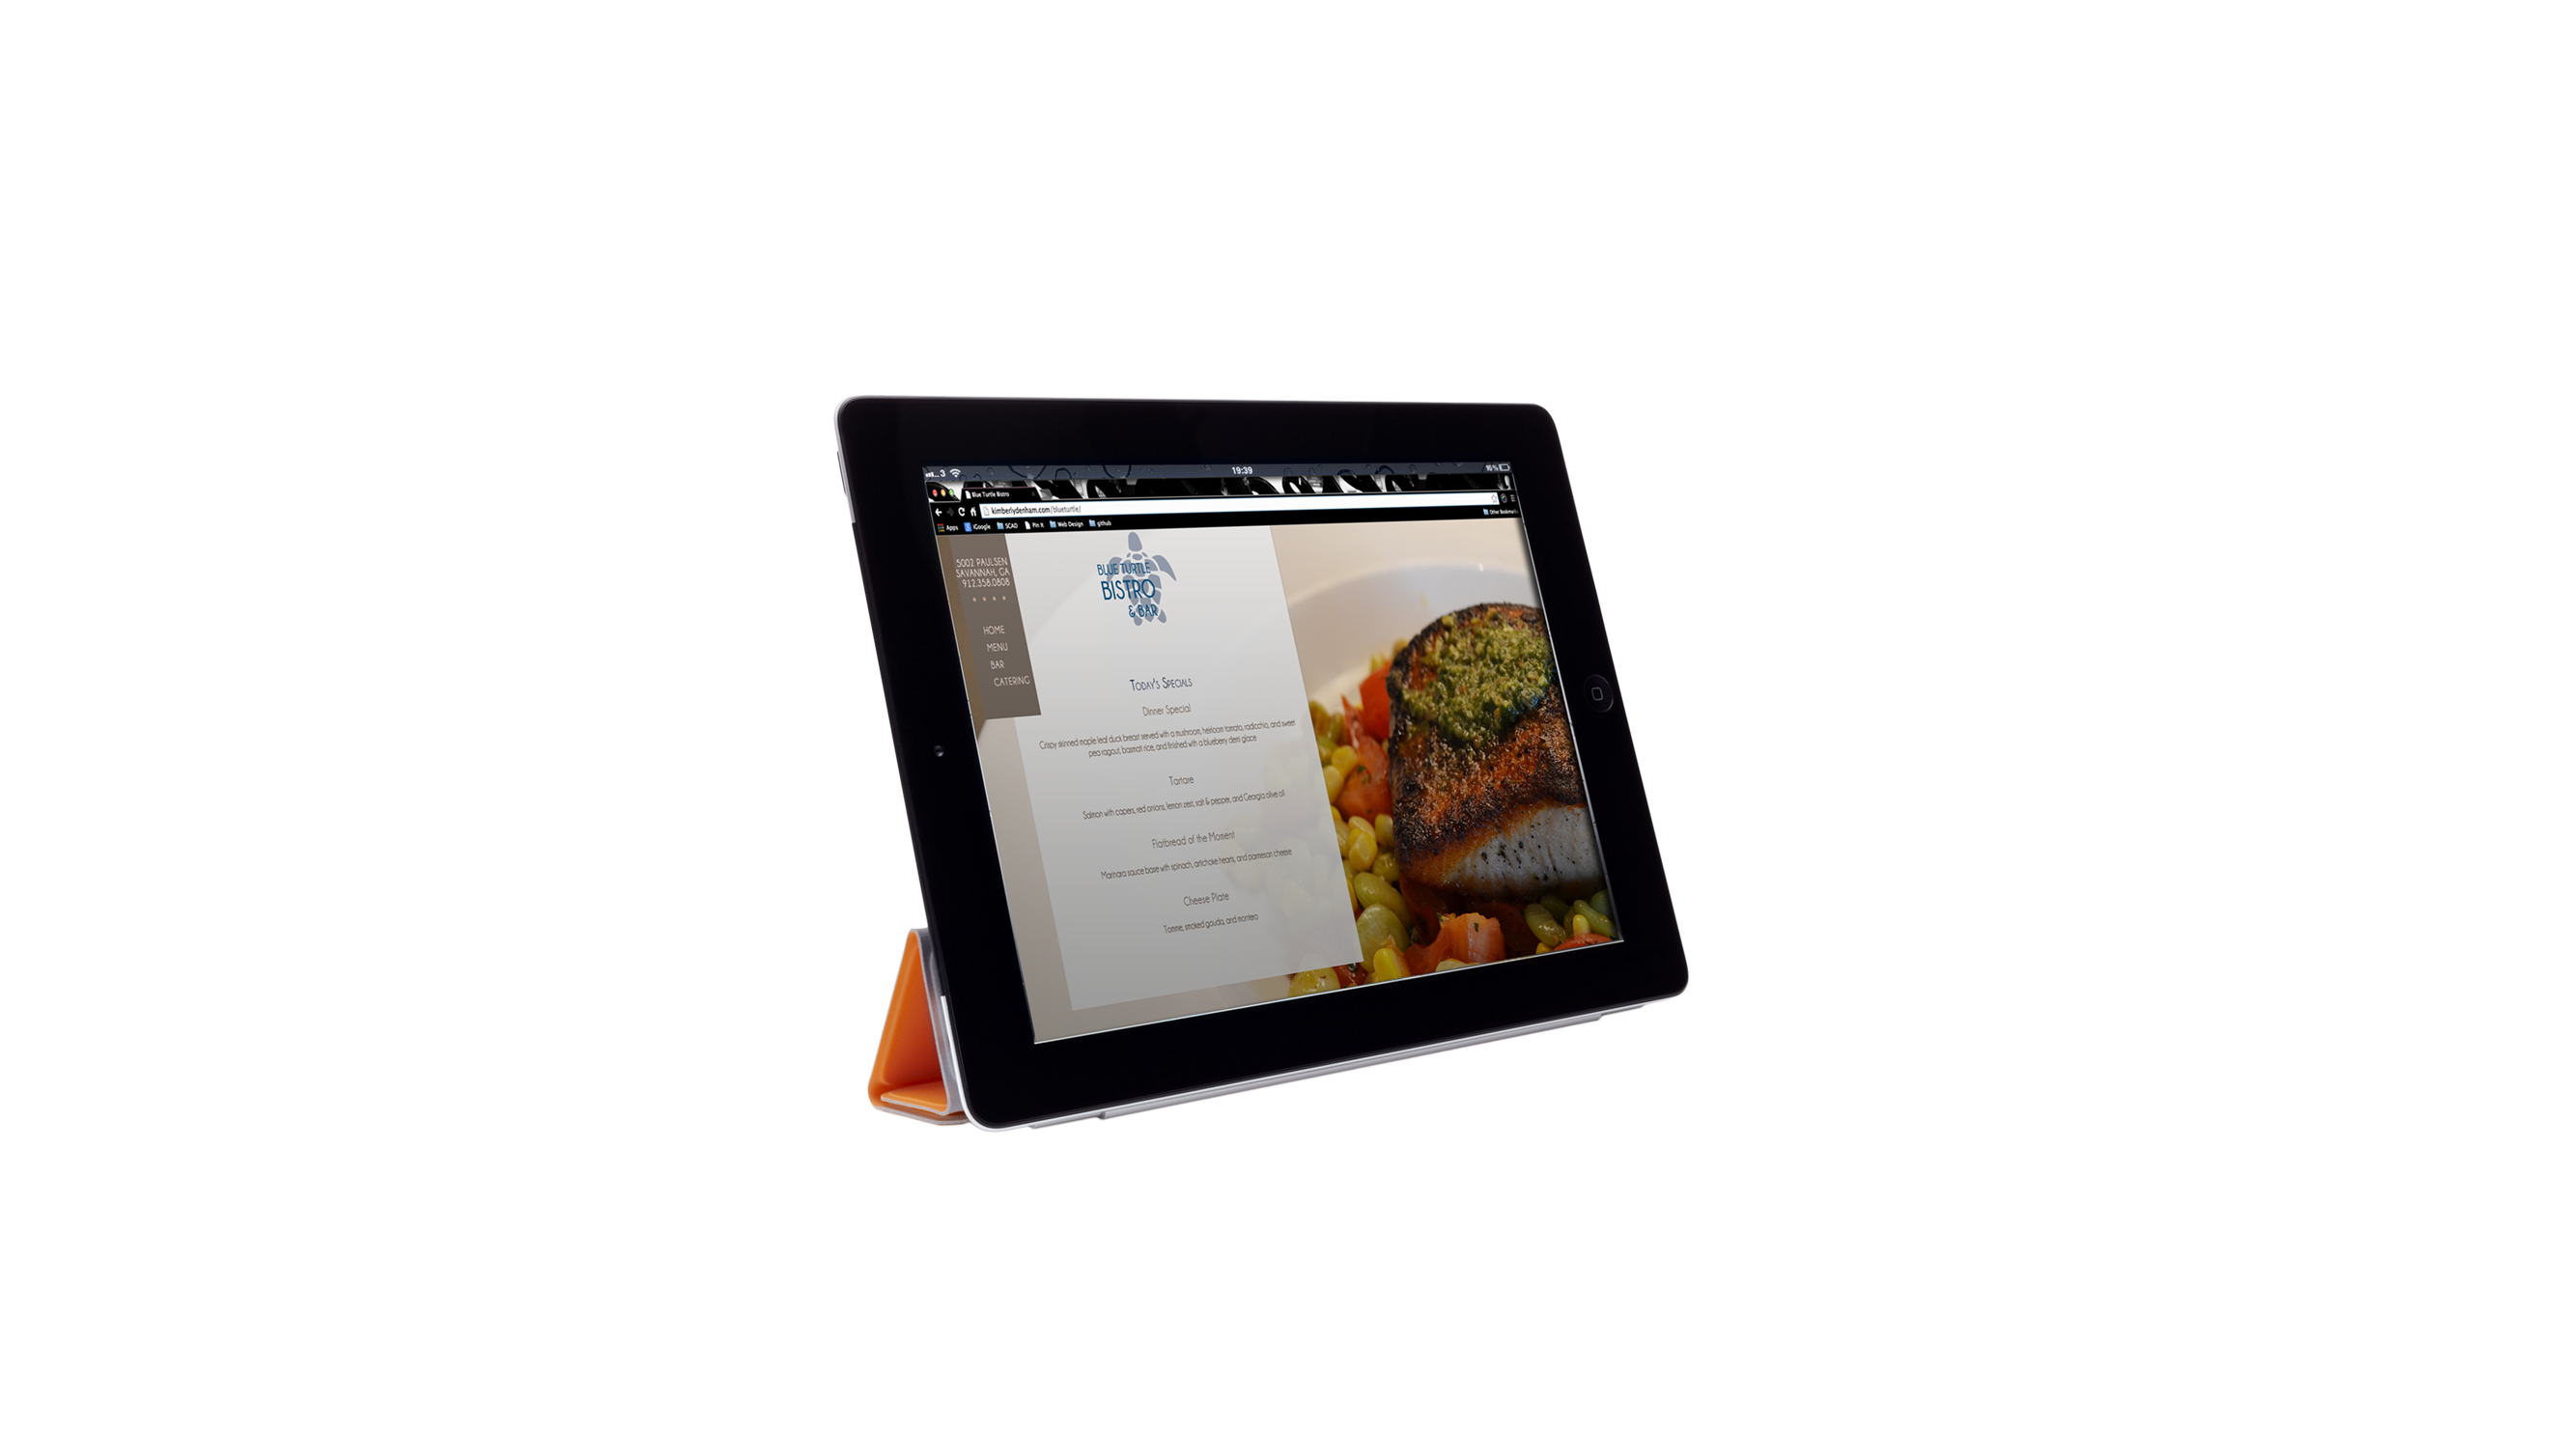 3
19:39
Blue Turtle Bistro
kimberlydenham.com/blueturtle/
Apps iGoogle SCAD Pin It Web Design github Other Bookmarks
5002 PAULSEN
SAVANNAH, GA
912.358.0808
HOME
MENU
BAR
CATERING
BLUE TURTLE
BISTRO
& BAR
TODAY'S SPECIALS
Dinner Special
Crispy skinned maple leaf duck breast served with a mushroom, heirloom tomato, radicchio, and sweet
pea ragout, basmati rice, and finished with a blueberry demi glace
Tartare
Salmon with capers, red onions, lemon zest, salt & pepper, and Georgia olive oil
Flatbread of the Moment
Marinara sauce base with spinach, artichoke hearts, and parmesan cheese
Cheese Plate
Tomme, smoked gouda, and montero